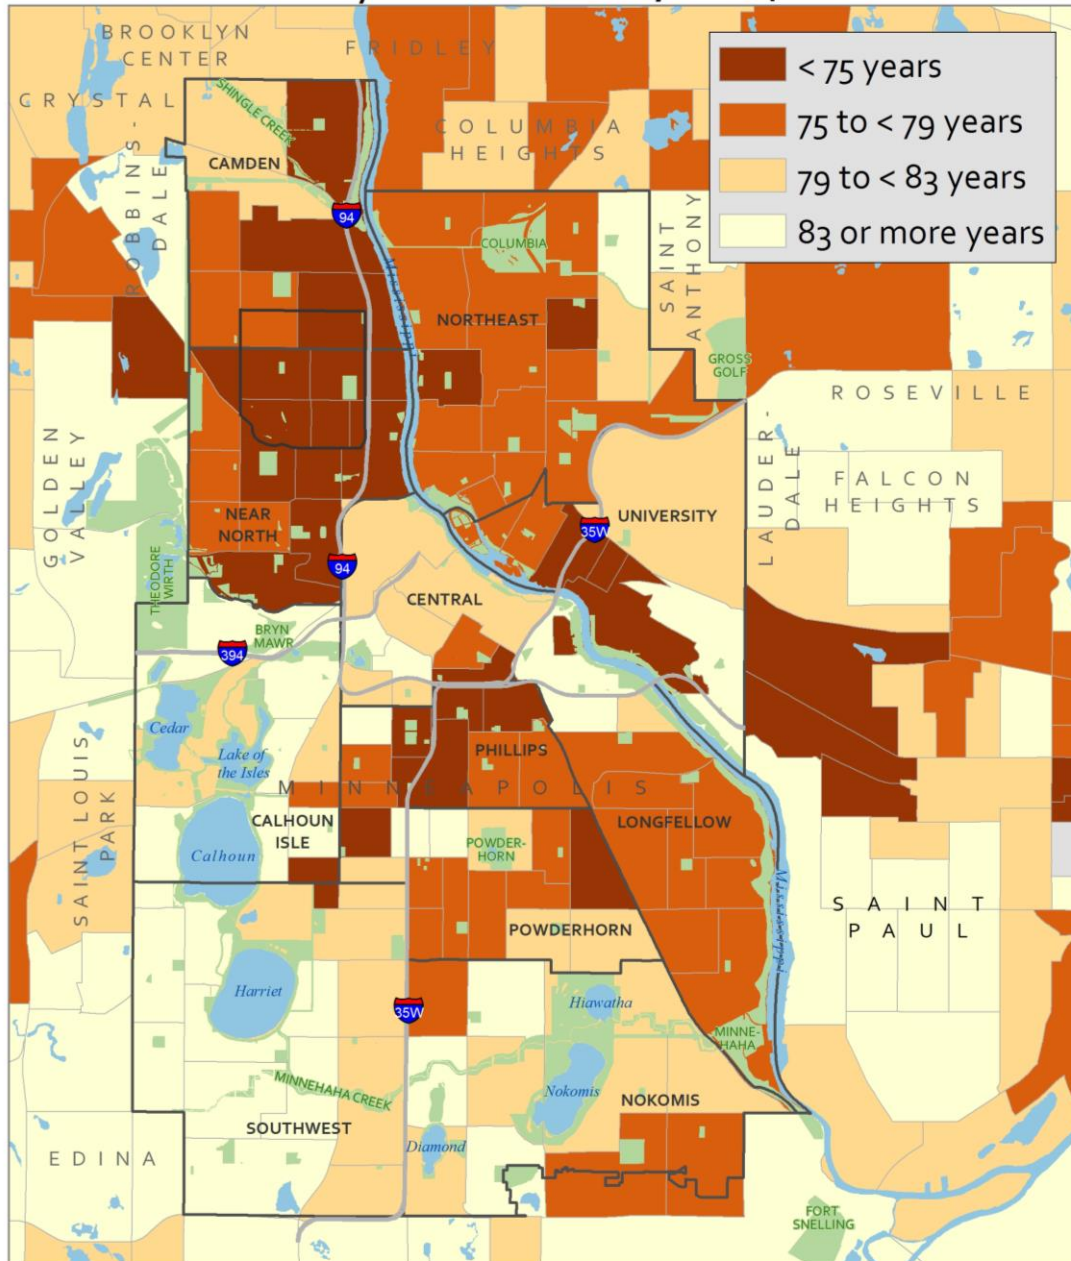 BROOKLYN
CENTER
FRIDLEY
CRYSTAL
SHINGLE CREEK
COLUMBIA
HEIGHTS
ROBBINS-
DALE
CAMDEN
< 75 years
75 to < 79 years
79 to < 83 years
83 or more years
94
COLUMBIA
SAINT
ANTHONY
Mississippi
NORTHEAST
GROSS
GOLF
ROSEVILLE
GOLDEN
VALLEY
LAUDER-
DALE
FALCON
HEIGHTS
NEAR
NORTH
UNIVERSITY
35W
94
THEODORE
WIRTH
CENTRAL
BRYN
MAWR
394
Cedar
Lake of
the Isles
PHILLIPS
MINNEAPOLIS
SAINT LOUIS
PARK
CALHOUN
ISLE
LONGFELLOW
Calhoun
POWDER-
HORN
Mississippi
SAINT
PAUL
POWDERHORN
Harriet
35W
Hiawatha
MINNE-
HAHA
MINNEHAHA CREEK
Nokomis
NOKOMIS
SOUTHWEST
Diamond
EDINA
FORT
SNELLING